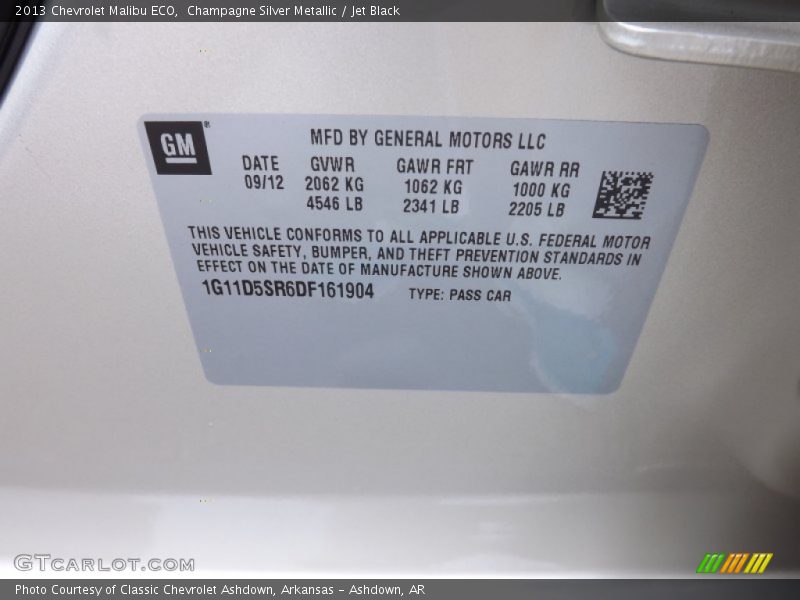 2013 Chevrolet Malibu ECO,  Champagne Silver Metallic / Jet Black
GM
MFD BY GENERAL MOTORS LLC
DATE GVWR GAWR FRT GAWR RR
09/12 2062 KG 1062 KG 1000 KG
4546 LB 2341 LB 2205 LB
THIS VEHICLE CONFORMS TO ALL APPLICABLE U.S. FEDERAL MOTOR
VEHICLE SAFETY, BUMPER, AND THEFT PREVENTION STANDARDS IN
EFFECT ON THE DATE OF MANUFACTURE SHOWN ABOVE.
1G11D5SR6DF161904 TYPE: PASS CAR
GTCARLOT.COM
Photo Courtesy of Classic Chevrolet Ashdown, Arkansas - Ashdown, AR